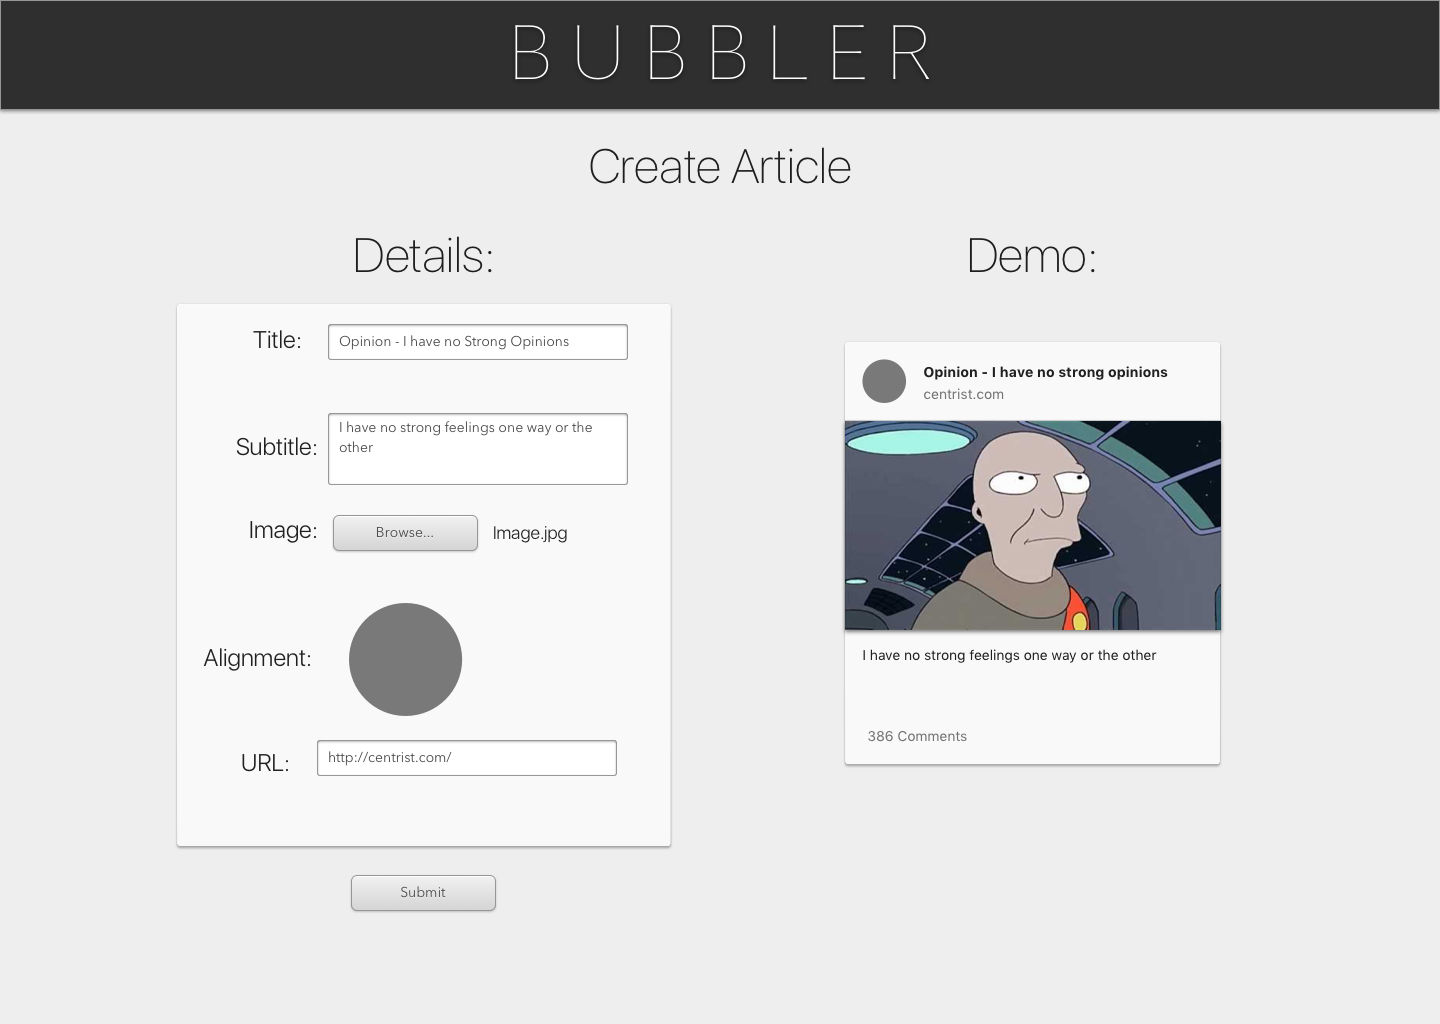 BUBBLER
Create Article
Details:
Title:
Opinion - I have no Strong Opinions
Subtitle:
I have no strong feelings one way or the
other
Image:
Browse...
Image.jpg
Alignment:
URL:
http://centrist.com/
Submit
Demo:
Opinion - I have no strong opinions
centrist.com
I have no strong feelings one way or the other
386 Comments